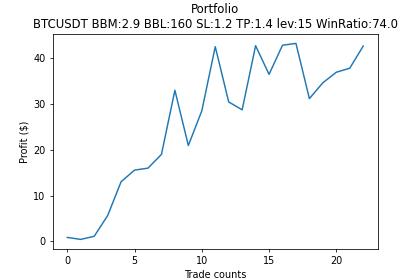 Portfolio
BTCUSDT BBM:2.9 BBL:160 SL:1.2 TP:1.4 lev:15 WinRatio:74.0
40
30
20
10
0
Profit ($)
0 5 10 15 20
Trade counts